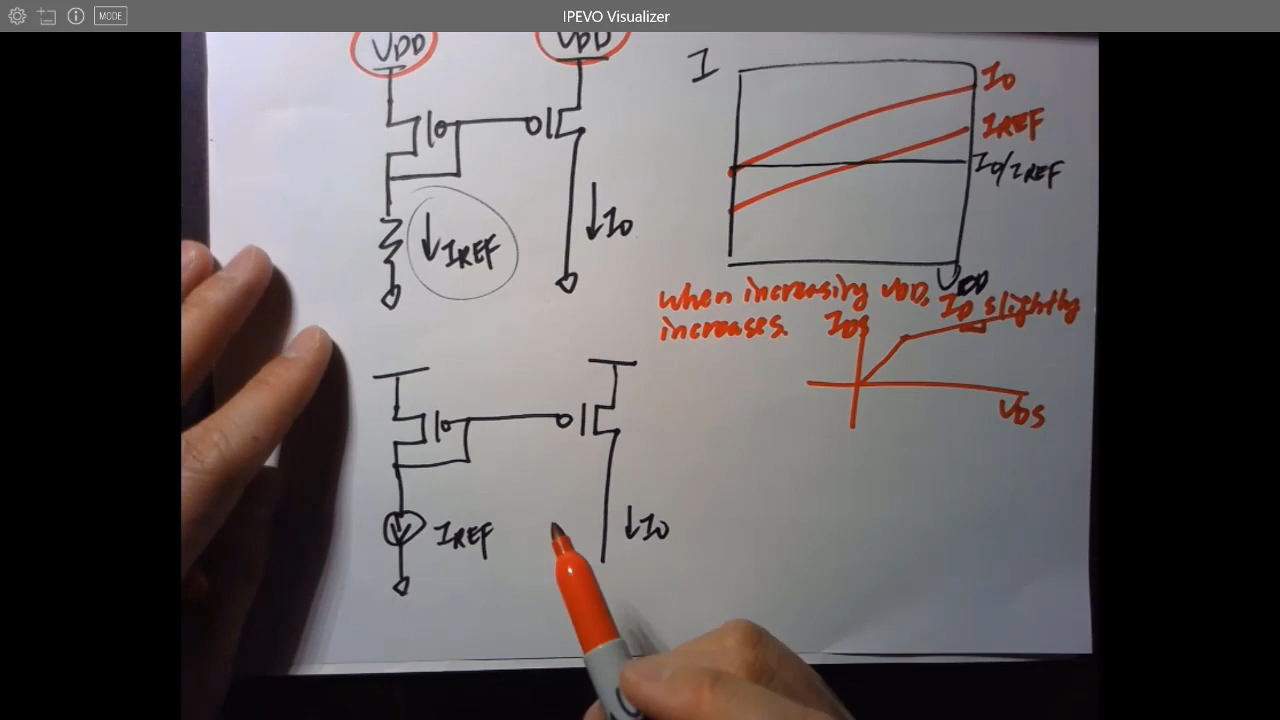 MODE
IPEVO Visualizer
VDD
VDD
IREF
IO
I
IO
IREF
IO/IREF
VDD
when increasing VDD, IO slightly
increases.
IDS
VDS
IREF
IO